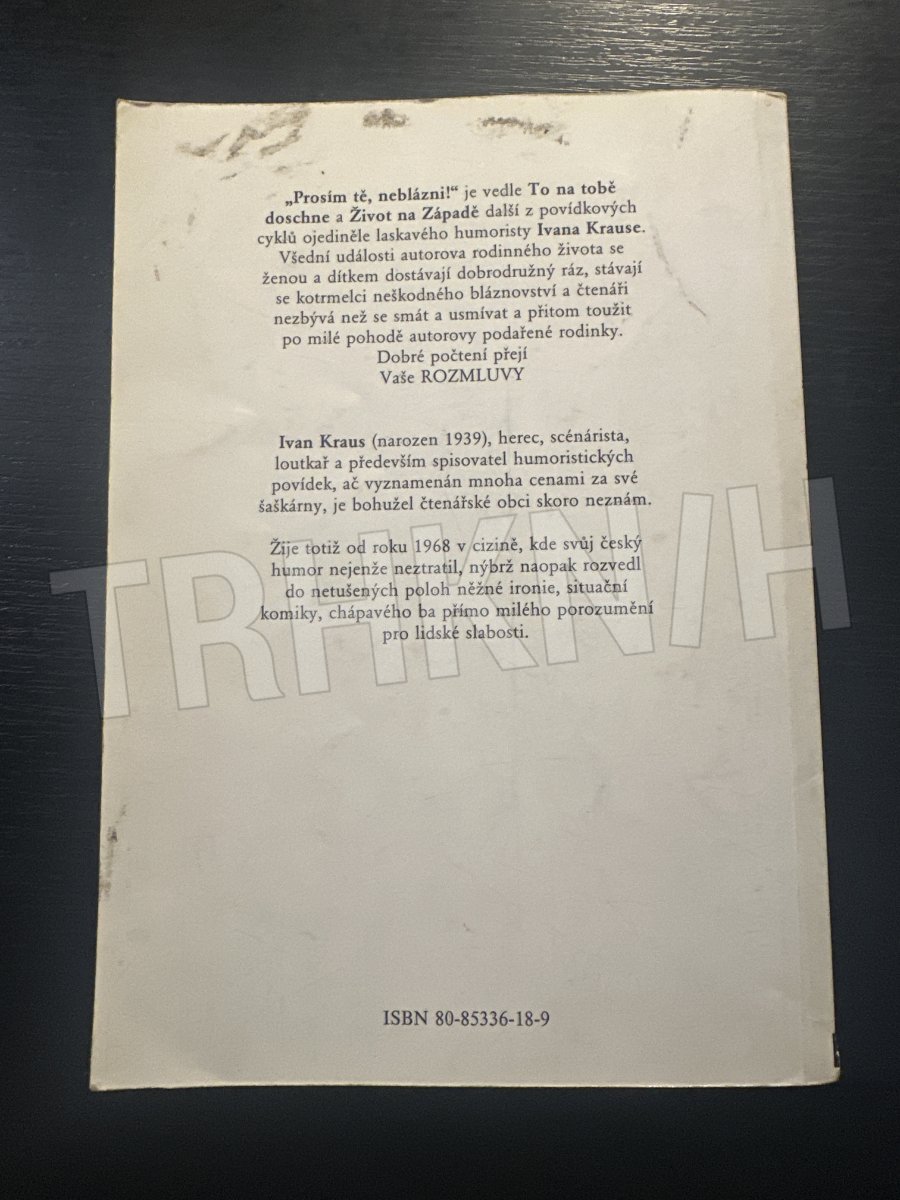 „Prosím tě, neblázni!“ je vedle To na tobě
doschne a Život na Západě další z povídkových
cyklů ojediněle laskavého humoristy Ivana Krause.
Všední události autorova rodinného života se
ženou a dítkem dostávají dobrodružný ráz, stávají
se kotrmelci neškodného bláznovství a čtenáři
nezbývá než se smát a usmívat a přitom toužit
po milé pohodě autorovy podařené rodinky.
Dobré počtení přejí
Vaše ROZMLUVY
Ivan Kraus (narozen 1939), herec, scénárista,
loutkař a především spisovatel humoristických
povídek, ač vyznamenán mnoha cenami za své
šaškárny, je bohužel čtenářské obci skoro neznám.
Žije totiž od roku 1968 v cizině, kde svůj český
humor nejenže neztratil, nýbrž naopak rozvedl
do netušených poloh něžné ironie, situační
komiky, chápavého ba přímo milého porozumění
pro lidské slabosti.
TRHKNI/H
ISBN 80-85336-18-9